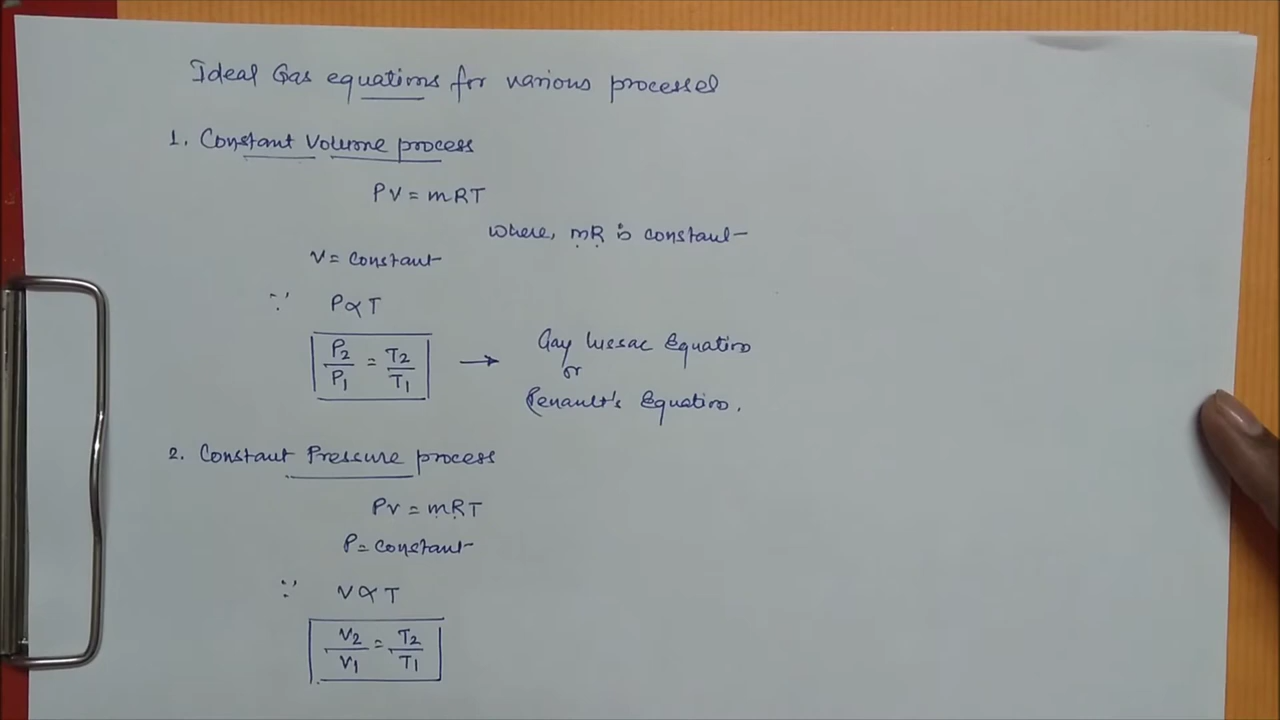 Ideal Gas equations for various processes
1. Constant Volume process
PV = mRT
where, mR is constant
V = Constant
∵ P ∝ T
P2/P1 = T2/T1 → Gay lussac Equation
or
Renault's Equation.
2. Constant Pressure process
PV = mRT
P = constant
∵ V ∝ T
V2/V1 = T2/T1